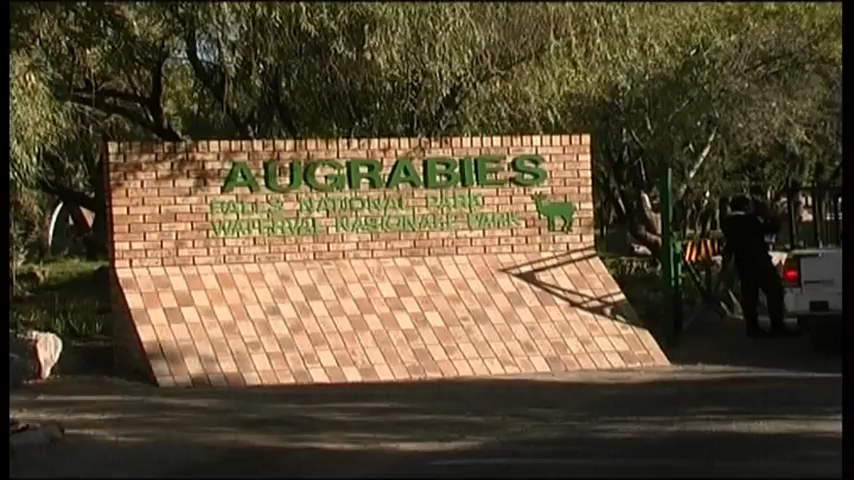 AUGRABIES
FALLS NATIONAL PARK
WATERVAL NASIONALE PARK